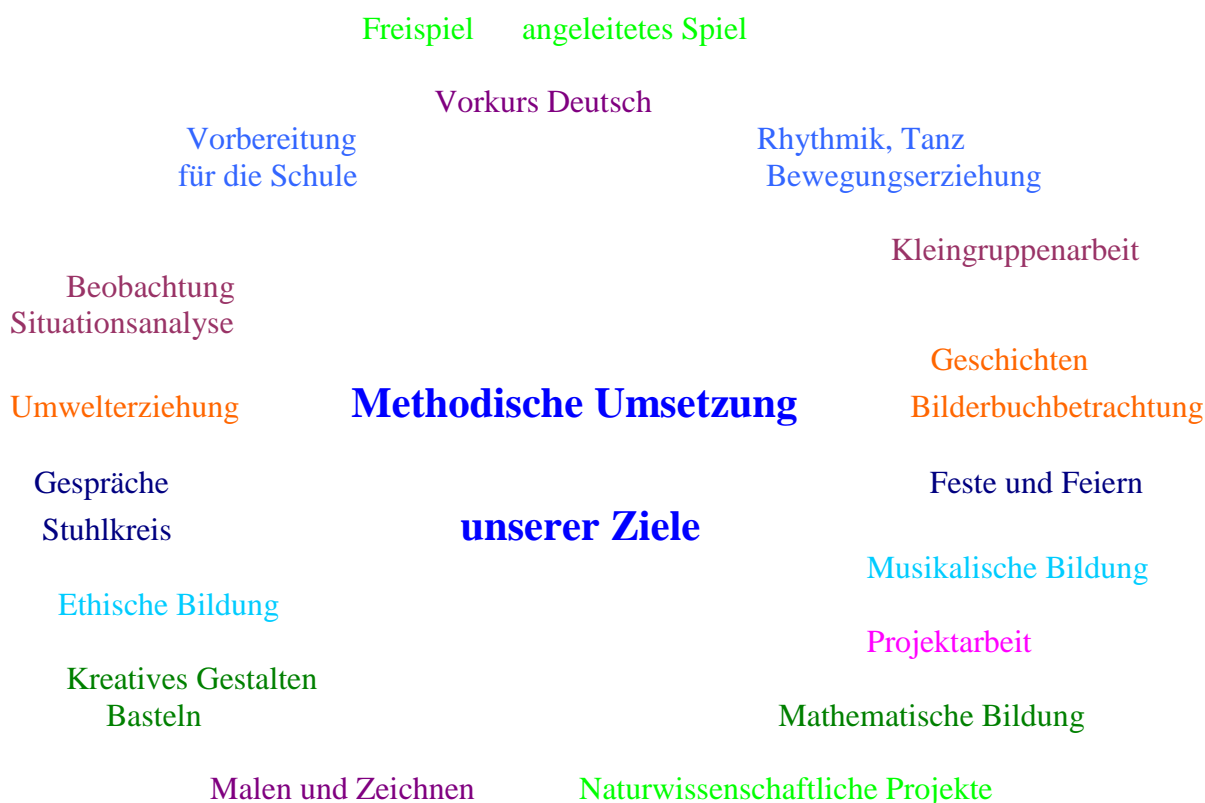 Freispiel angeleitetes Spiel
Vorkurs Deutsch
Vorbereitung Rhythmik, Tanz
für die Schule Bewegungserziehung
Kleingruppenarbeit
Beobachtung
Situationsanalyse
Geschichten
Umwelterziehung Methodische Umsetzung Bilderbuchbetrachtung
Gespräche Feste und Feiern
Stuhlkreis unserer Ziele
Musikalische Bildung
Ethische Bildung
Projektarbeit
Kreatives Gestalten
Basteln Mathematische Bildung
Malen und Zeichnen Naturwissenschaftliche Projekte